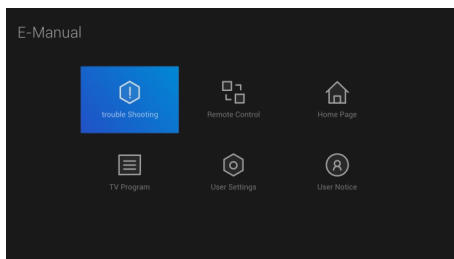 E-Manual
trouble Shooting
Remote Control
Home Page
TV Program
User Settings
User Notice